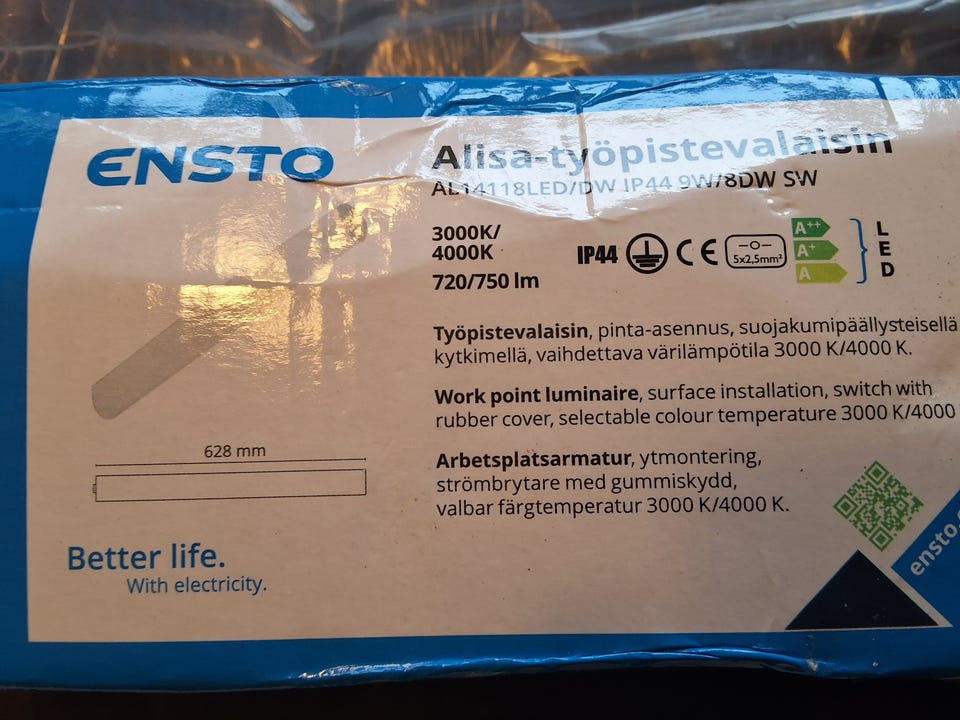 ENSTO
Alisa-työpistevalaisin
AL14118LED/DW IP44 9W/8DW SW
3000K/
4000K
720/750 lm
IP44
CE
5x2,5mm²
A++
A+
A
L
E
D
Työpistevalaisin, pinta-asennus, suojakumipäällysteisellä
kytkimellä, vaihdettava värilämpötila 3000 K/4000 K.
Work point luminaire, surface installation, switch with
rubber cover, selectable colour temperature 3000 K/4000
Arbetsplatsarmatur, ytmontering,
strömbrytare med gummiskydd,
valbar färgtemperatur 3000 K/4000 K.
628 mm
Better life.
With electricity.
ensto.